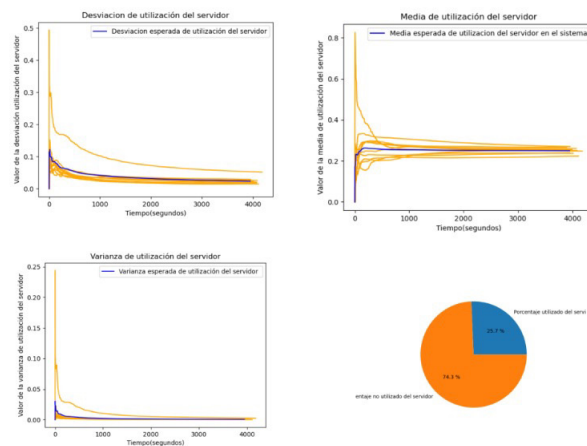 Desviacion de utilización del servidor
Desviacion esperada de utilización del servidor
Valor de la desviación utilización del servidor
0.5
0.4
0.3
0.2
0.1
0.0
0
1000
2000
3000
4000
Tiempo(segundos)
Media de utilización del servidor
Media esperada de utilizacion del servidor en el sistema
Valor de la media de utilización del servidor
0.8
0.6
0.4
0.2
0.0
0
1000
2000
3000
4000
Tiempo(segundos)
Varianza de utilización del servidor
Varianza esperada de utilización del servidor
Valor de la varianza de utilización del servidor
0.25
0.20
0.15
0.10
0.05
0.00
0
1000
2000
3000
4000
Tiempo(segundos)
Porcentaje utilizado del servi
25.7 %
74.3 %
entaje no utilizado del servidor